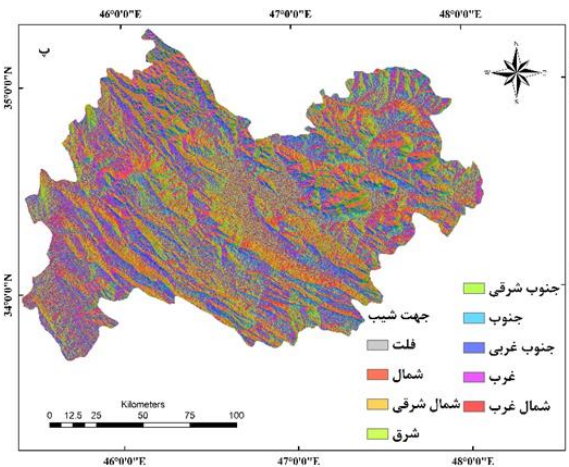 46°0'0"E 47°0'0"E 48°0'0"E
پ
N
W
S
35°0'0"N
34°0'0"N
جهت شیب
فلت
شمال
شمال شرقی
شرق
جنوب شرقی
جنوب
جنوب غربی
غرب
شمال غرب
Kilometers
0 12.5 25 50 75 100
46°0'0"E 47°0'0"E 48°0'0"E